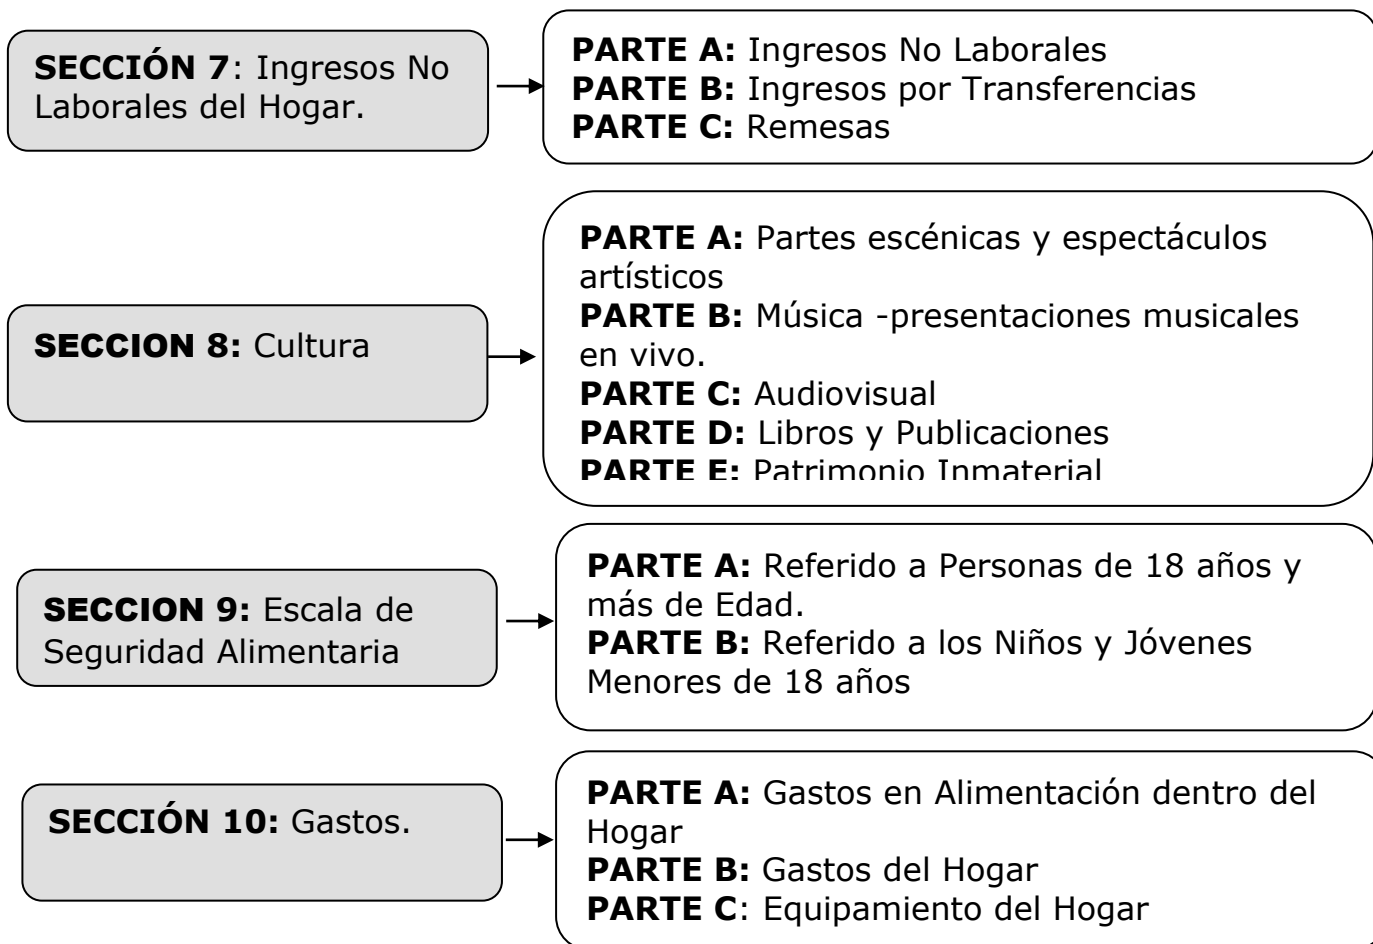 SECCIÓN 7: Ingresos No
Laborales del Hogar.
PARTE A: Ingresos No Laborales
PARTE B: Ingresos por Transferencias
PARTE C: Remesas
SECCION 8: Cultura
PARTE A: Partes escénicas y espectáculos
artísticos
PARTE B: Música -presentaciones musicales
en vivo.
PARTE C: Audiovisual
PARTE D: Libros y Publicaciones
PARTE E: Patrimonio Inmaterial
SECCION 9: Escala de
Seguridad Alimentaria
PARTE A: Referido a Personas de 18 años y
más de Edad.
PARTE B: Referido a los Niños y Jóvenes
Menores de 18 años
SECCIÓN 10: Gastos.
PARTE A: Gastos en Alimentación dentro del
Hogar
PARTE B: Gastos del Hogar
PARTE C: Equipamiento del Hogar